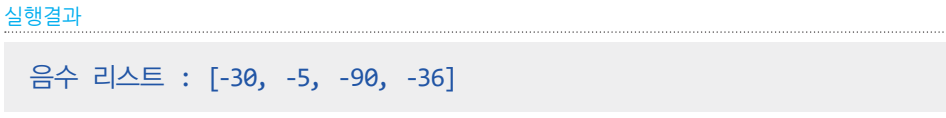 실행결과
음수 리스트 : [-30, -5, -90, -36]